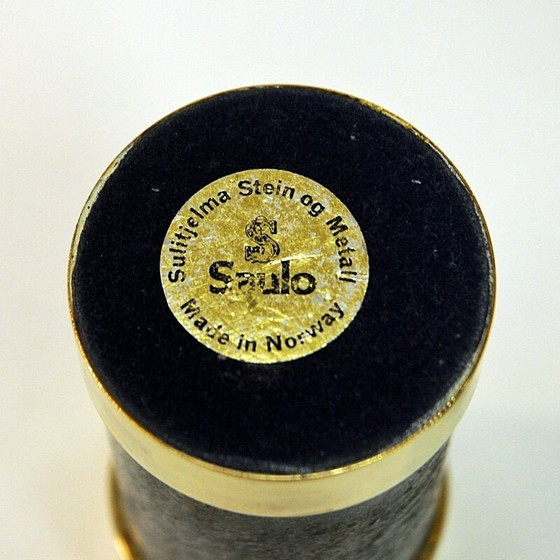 Sulitjelma Stein og Metall
S
Saulo
Made in Norway